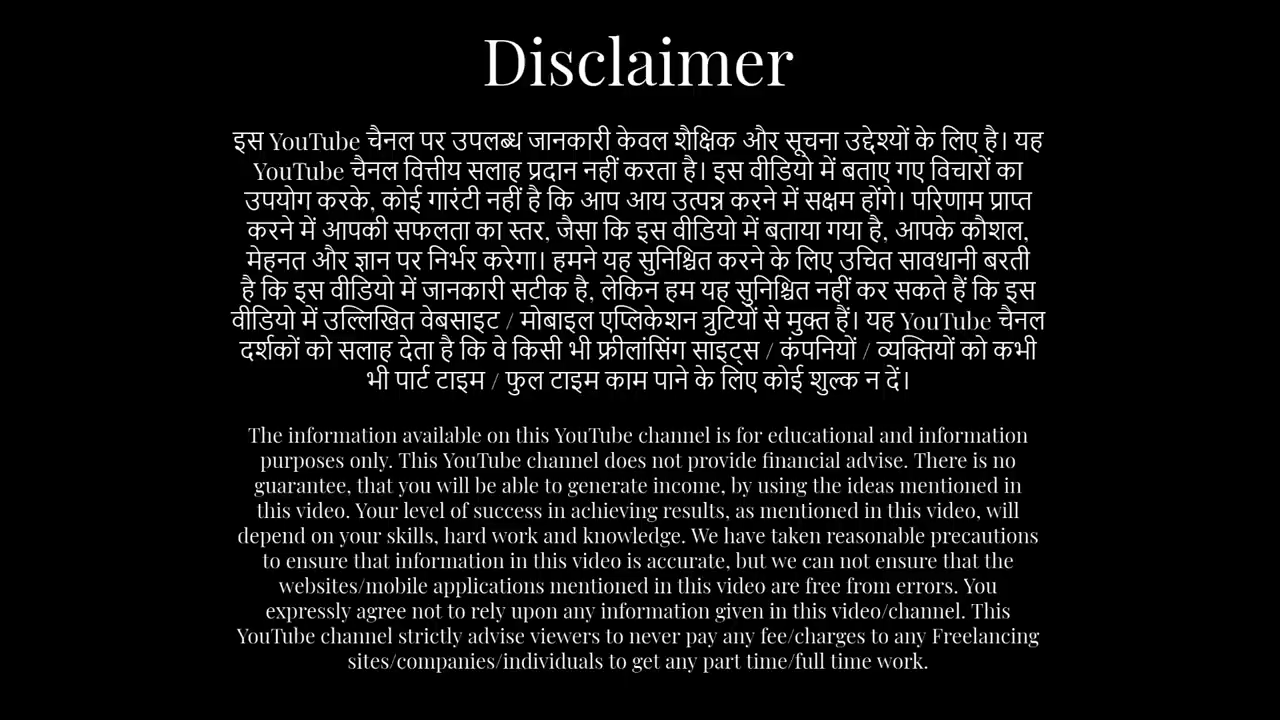 Disclaimer
इस YouTube चैनल पर उपलब्ध जानकारी केवल शैक्षिक और सूचना उद्देश्यों के लिए है। यह
YouTube चैनल वित्तीय सलाह प्रदान नहीं करता है। इस वीडियो में बताए गए विचारों का
उपयोग करके, कोई गारंटी नहीं है कि आप आय उत्पन्न करने में सक्षम होंगे। परिणाम प्राप्त
करने में आपकी सफलता का स्तर, जैसा कि इस वीडियो में बताया गया है, आपके कौशल,
मेहनत और ज्ञान पर निर्भर करेगा। हमने यह सुनिश्चित करने के लिए उचित सावधानी बरती
है कि इस वीडियो में जानकारी सटीक है, लेकिन हम यह सुनिश्चित नहीं कर सकते हैं कि इस
वीडियो में उल्लिखित वेबसाइट / मोबाइल एप्लिकेशन त्रुटियों से मुक्त हैं। यह YouTube चैनल
दर्शकों को सलाह देता है कि वे किसी भी फ्रीलांसिंग साइट्स / कंपनियों / व्यक्तियों को कभी
भी पार्ट टाइम / फुल टाइम काम पाने के लिए कोई शुल्क न दें।
The information available on this YouTube channel is for educational and information
purposes only. This YouTube channel does not provide financial advise. There is no
guarantee, that you will be able to generate income, by using the ideas mentioned in
this video. Your level of success in achieving results, as mentioned in this video, will
depend on your skills, hard work and knowledge. We have taken reasonable precautions
to ensure that information in this video is accurate, but we can not ensure that the
websites/mobile applications mentioned in this video are free from errors. You
expressly agree not to rely upon any information given in this video/channel. This
YouTube channel strictly advise viewers to never pay any fee/charges to any Freelancing
sites/companies/individuals to get any part time/full time work.